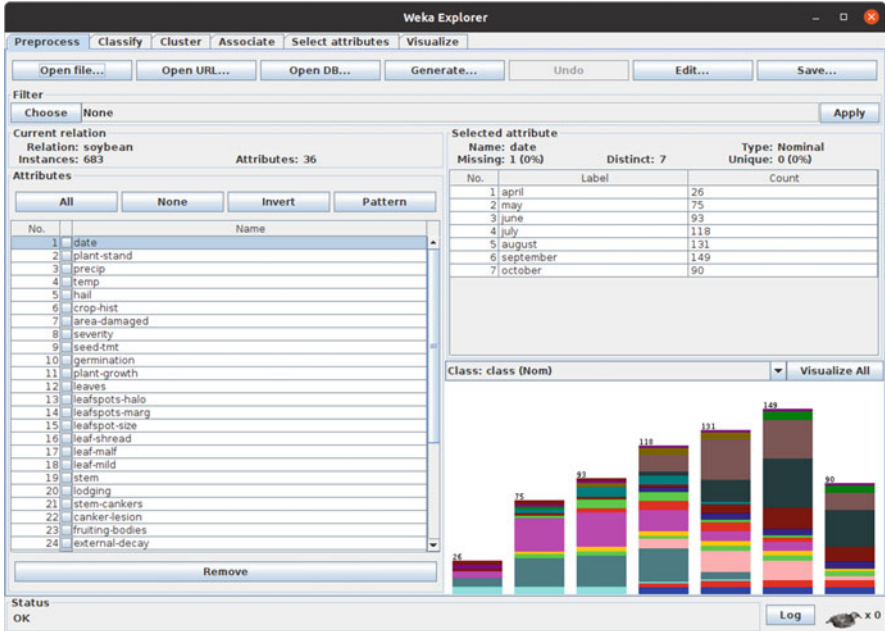 Weka Explorer
Preprocess Classify Cluster Associate Select attributes Visualize
Open file... Open URL... Open DB... Generate... Undo Edit... Save...
Filter
Choose None Apply
Current relation
Relation: soybean
Instances: 683 Attributes: 36
Attributes
All None Invert Pattern
No. Name
1 date
2 plant-stand
3 precip
4 temp
5 hail
6 crop-hist
7 area-damaged
8 severity
9 seed-tmt
10 germination
11 plant-growth
12 leaves
13 leafspots-halo
14 leafspots-marg
15 leafspot-size
16 leaf-shread
17 leaf-malf
18 leaf-mild
19 stem
20 lodging
21 stem-cankers
22 canker-lesion
23 fruiting-bodies
24 external-decay
Remove
Selected attribute
Name: date Type: Nominal
Missing: 1 (0%) Distinct: 7 Unique: 0 (0%)
No. Label Count
1 april 26
2 may 75
3 june 93
4 july 118
5 august 131
6 september 149
7 october 90
Class: class (Nom) Visualize All
26 75 93 118 131 149 90
Status
OK Log x 0